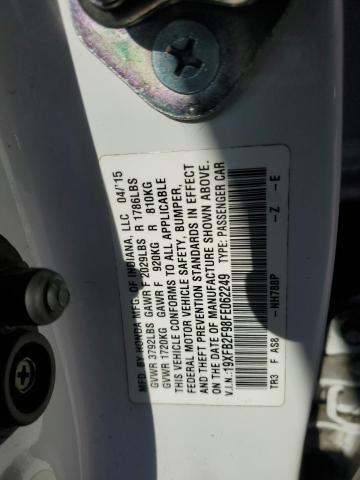 MFD. BY HONDA MFG. OF INDIANA, LLC 04/'15
GVWR 3792LBS GAWR F 2029LBS R 1786LBS
GVWR 1720KG GAWR F 920KG R 810KG
THIS VEHICLE CONFORMS TO ALL APPLICABLE
FEDERAL MOTOR VEHICLE SAFETY, BUMPER,
AND THEFT PREVENTION STANDARDS IN EFFECT
ON THE DATE OF MANUFACTURE SHOWN ABOVE.
V.I.N.:19XFB2F98FE062249 TYPE: PASSENGER CAR
TR3 F AS8 -NH788P -Z -E